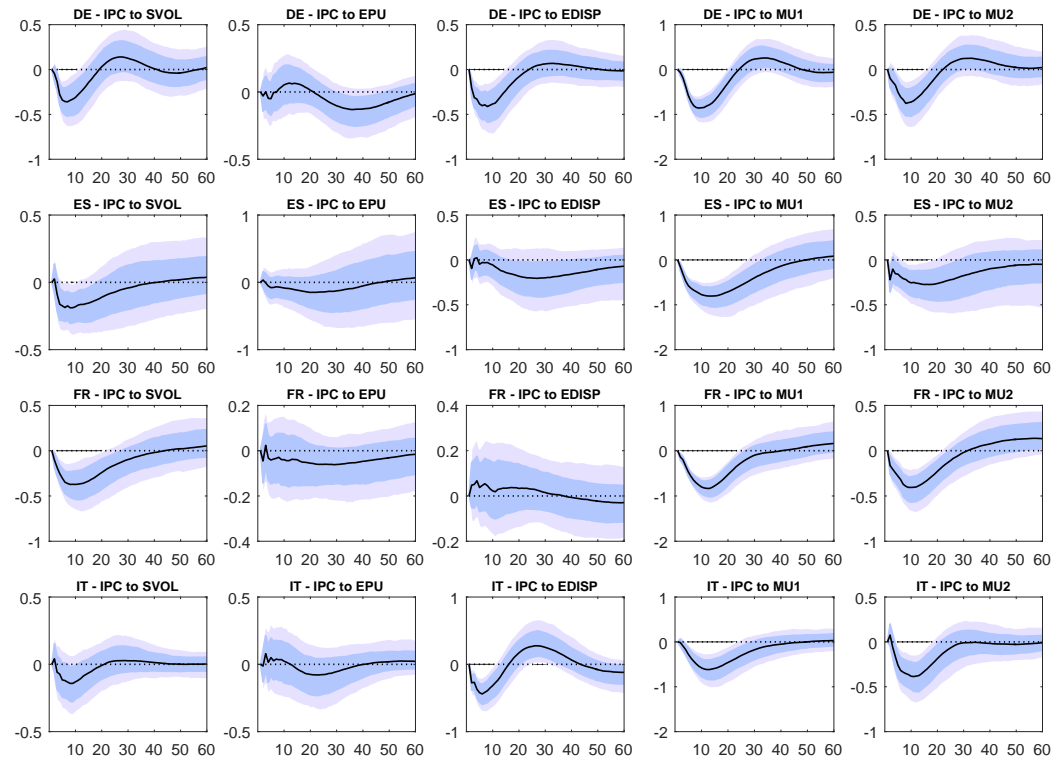 DE - IPC to SVOL DE - IPC to EPU DE - IPC to EDISP DE - IPC to MU1 DE - IPC to MU2
0.5 0.5 0.5 1 0.5
0 0 0 0 0
-0.5 -0.5 -1 -0.5
-1 -0.5 -1 -2 -1
10 20 30 40 50 60 10 20 30 40 50 60 10 20 30 40 50 60 10 20 30 40 50 60 10 20 30 40 50 60
ES - IPC to SVOL ES - IPC to EPU ES - IPC to EDISP ES - IPC to MU1 ES - IPC to MU2
0.5 1 0.5 1 0.5
0 0 0 0 0
-0.5 -1 -0.5
-0.5 -1 -1 -2 -1
10 20 30 40 50 60 10 20 30 40 50 60 10 20 30 40 50 60 10 20 30 40 50 60 10 20 30 40 50 60
FR - IPC to SVOL FR - IPC to EPU FR - IPC to EDISP FR - IPC to MU1 FR - IPC to MU2
0.5 0.2 0.4 1 0.5
0 0 0.2 0 0
-0.5 -0.2 0 -1 -0.5
-1 -0.4 -0.2 -2 -1
10 20 30 40 50 60 10 20 30 40 50 60 10 20 30 40 50 60 10 20 30 40 50 60 10 20 30 40 50 60
IT - IPC to SVOL IT - IPC to EPU IT - IPC to EDISP IT - IPC to MU1 IT - IPC to MU2
0.5 0.5 1 1 0.5
0 0 0 0 0
-1 -0.5
-0.5 -0.5 -1 -2 -1
10 20 30 40 50 60 10 20 30 40 50 60 10 20 30 40 50 60 10 20 30 40 50 60 10 20 30 40 50 60